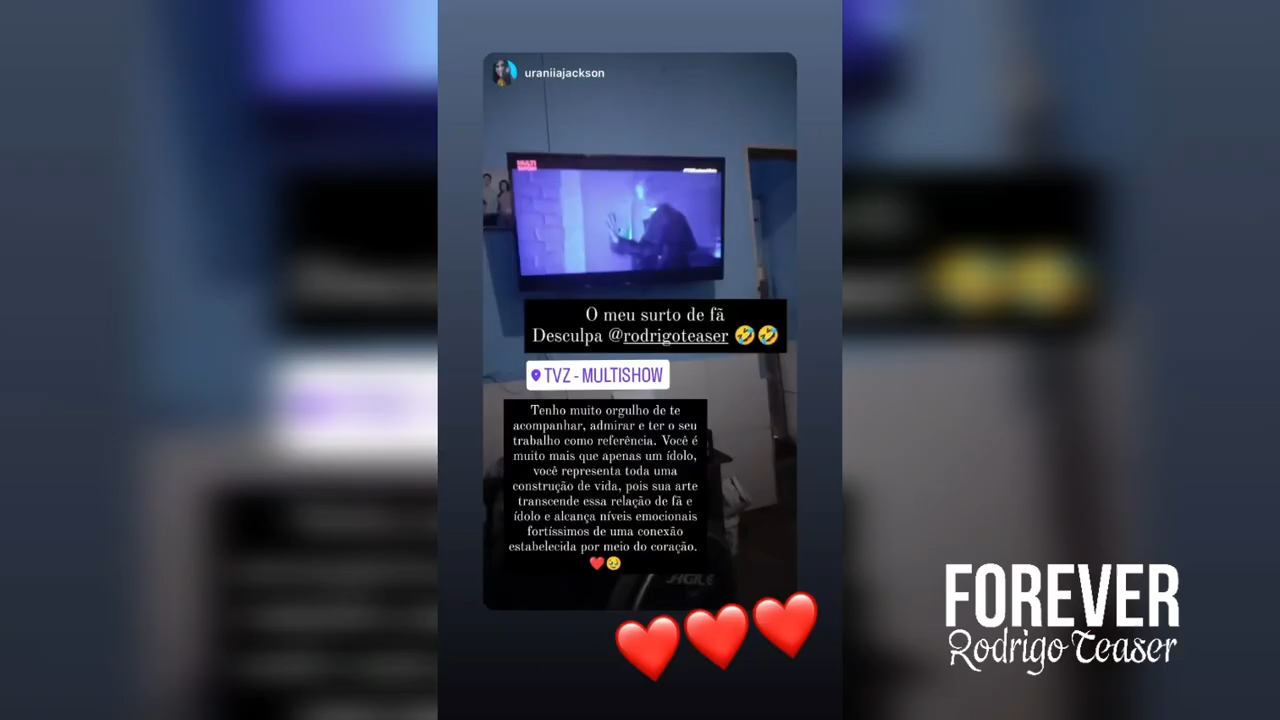 uraniiajackson
MULTI
SHOW
O meu surto de fã
Desculpa @rodrigoteaser 🤣🤣
TVZ - MULTISHOW
Tenho muito orgulho de te
acompanhar, admirar e ter o seu
trabalho como referência. Você é
muito mais que apenas um ídolo,
você representa toda uma
construção de vida, pois sua arte
transcende essa relação de fã e
ídolo e alcança níveis emocionais
fortíssimos de uma conexão
estabelecida por meio do coração.
❤️🥹
AGILE
FOREVER
Rodrigo Teaser